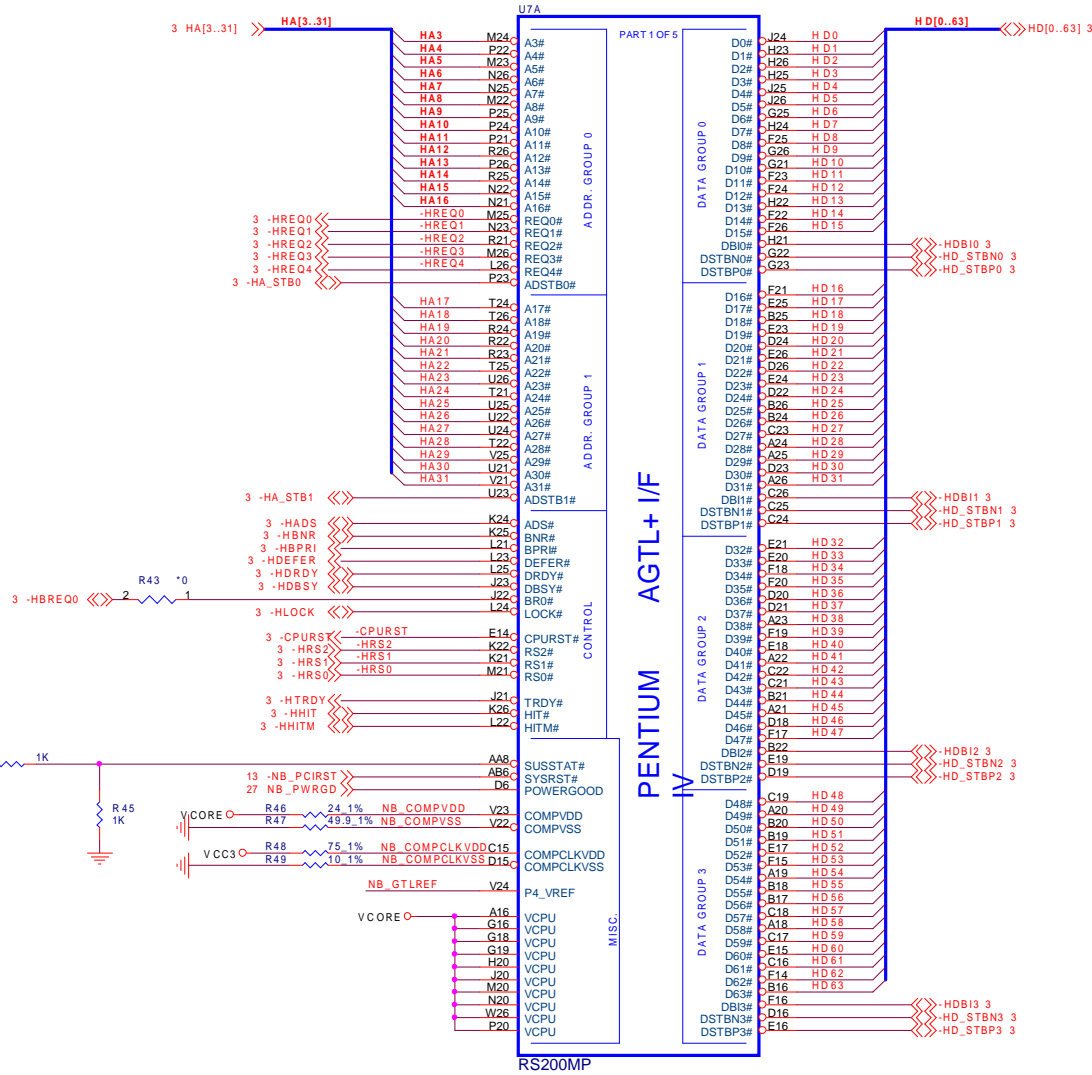 U7A
3 HA[3..31] HA[3..31] HD[0..63] HD[0..63] 3
PART 1 OF 5
HA3 M24 A3# D0# J24 HD0
HA4 P22 A4# D1# H23 HD1
HA5 M23 A5# D2# H26 HD2
HA6 N26 A6# D3# H25 HD3
HA7 N25 A7# D4# J25 HD4
HA8 M22 A8# D5# J26 HD5
HA9 P25 A9# D6# G25 HD6
HA10 P24 A10# D7# H24 HD7
HA11 P21 A11# D8# F25 HD8
HA12 R26 A12# D9# G26 HD9
HA13 P26 A13# D10# G21 HD10
HA14 R25 A14# D11# F23 HD11
HA15 N22 A15# D12# F24 HD12
HA16 N21 A16# D13# H22 HD13
3 -HREQ0 -HREQ0 M25 REQ0# D14# F22 HD14
3 -HREQ1 -HREQ1 N23 REQ1# D15# F26 HD15
3 -HREQ2 -HREQ2 R21 REQ2# DBI0# H21 -HDBI0 3
3 -HREQ3 -HREQ3 M26 REQ3# DSTBN0# G22 -HD_STBN0 3
3 -HREQ4 -HREQ4 L26 REQ4# DSTBP0# G23 -HD_STBP0 3
3 -HA_STB0 P23 ADSTB0#
ADDR. GROUP 0
DATA GROUP 0
D16# F21 HD16
HA17 T24 A17# D17# E25 HD17
HA18 T26 A18# D18# B25 HD18
HA19 R24 A19# D19# E23 HD19
HA20 R22 A20# D20# D24 HD20
HA21 R23 A21# D21# E26 HD21
HA22 T25 A22# D22# D26 HD22
HA23 U26 A23# D23# E24 HD23
HA24 T21 A24# D24# D22 HD24
HA25 U25 A25# D25# B26 HD25
HA26 U22 A26# D26# B24 HD26
HA27 U24 A27# D27# C23 HD27
HA28 T22 A28# D28# A24 HD28
HA29 V25 A29# D29# A25 HD29
HA30 U21 A30# D30# D23 HD30
HA31 V21 A31# D31# A26 HD31
3 -HA_STB1 U23 ADSTB1# DBI1# C26 -HDBI1 3
DSTBN1# C25 -HD_STBN1 3
DSTBP1# C24 -HD_STBP1 3
ADDR. GROUP 1
DATA GROUP 1
3 -HADS K24 ADS#
3 -HBNR K25 BNR#
3 -HBPRI L21 BPRI# D32# E21 HD32
3 -HDEFER L23 DEFER# D33# E20 HD33
3 -HDRDY L25 DRDY# D34# F18 HD34
3 -HDBSY J23 DBSY# D35# F20 HD35
3 -HBREQ0 2 R43 *0 1 J22 BR0# D36# D20 HD36
3 -HLOCK L24 LOCK# D37# D21 HD37
D38# A23 HD38
3 -CPURST -CPURST E14 CPURST# D39# F19 HD39
3 -HRS2 -HRS2 K22 RS2# D40# E18 HD40
3 -HRS1 -HRS1 K21 RS1# D41# A22 HD41
3 -HRS0 -HRS0 M21 RS0# D42# C22 HD42
D43# C21 HD43
3 -HTRDY J21 TRDY# D44# B21 HD44
3 -HHIT K26 HIT# D45# A21 HD45
3 -HHITM L22 HITM# D46# D18 HD46
D47# F17 HD47
DBI2# B22 -HDBI2 3
DSTBN2# E19 -HD_STBN2 3
DSTBP2# D19 -HD_STBP2 3
CONTROL
DATA GROUP 2
PENTIUM IV AGTL+ I/F
1K AA8 SUSSTAT#
13 -NB_PCIRST AB6 SYSRST#
27 NB_PWRGD D6 POWERGOOD
R45
1K
VCORE R46 24_1% NB_COMPVDD V23 COMPVDD
R47 49.9_1% NB_COMPVSS V22 COMPVSS
VCC3 R48 75_1% NB_COMPCLKVDD C15 COMPCLKVDD
R49 10_1% NB_COMPCLKVSS D15 COMPCLKVSS
NB_GTLREF V24 P4_VREF
VCORE A16 VCPU
G16 VCPU
G18 VCPU
G19 VCPU
H20 VCPU
J20 VCPU
M20 VCPU
N20 VCPU
W26 VCPU
P20 VCPU
MISC.
D48# C19 HD48
D49# A20 HD49
D50# B20 HD50
D51# B19 HD51
D52# E17 HD52
D53# F15 HD53
D54# A19 HD54
D55# B18 HD55
D56# B17 HD56
D57# C18 HD57
D58# A18 HD58
D59# C17 HD59
D60# E15 HD60
D61# C16 HD61
D62# F14 HD62
D63# B16 HD63
DBI3# F16 -HDBI3 3
DSTBN3# D16 -HD_STBN3 3
DSTBP3# E16 -HD_STBP3 3
DATA GROUP 3
RS200MP